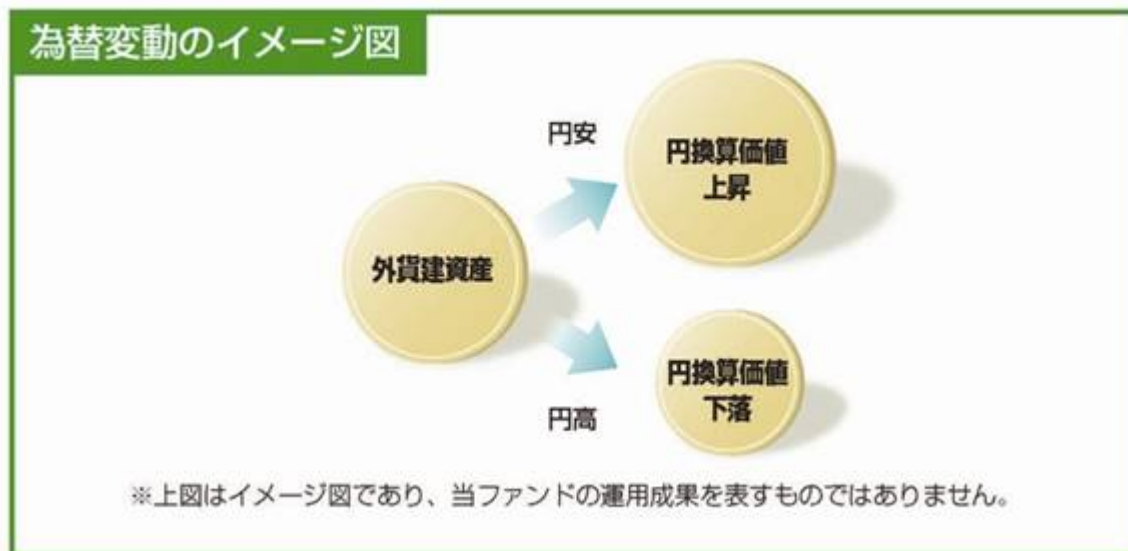 為替変動のイメージ図
円安
円換算価値
上昇
外貨建資産
円換算価値
下落
円高
※上図はイメージ図であり、当ファンドの運用成果を表すものではありません。